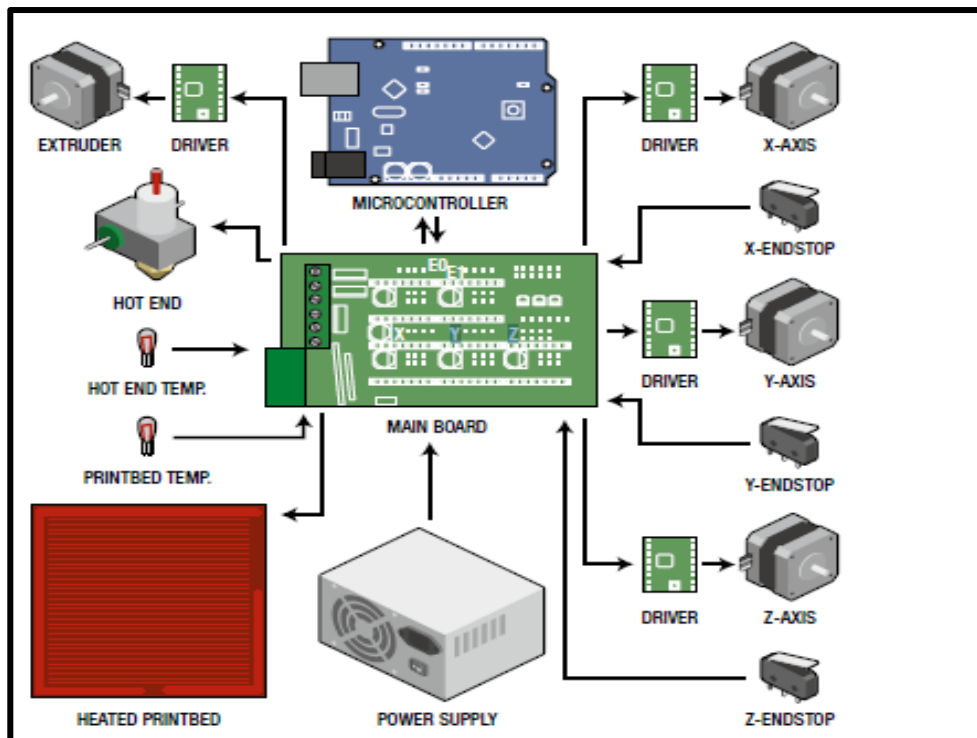 EXTRUDER
DRIVER
MICROCONTROLLER
DRIVER
X-AXIS
X-ENDSTOP
HOT END
E0
E1
X
Y
Z
HOT END TEMP.
DRIVER
Y-AXIS
MAIN BOARD
PRINTBED TEMP.
Y-ENDSTOP
DRIVER
Z-AXIS
HEATED PRINTBED
POWER SUPPLY
Z-ENDSTOP